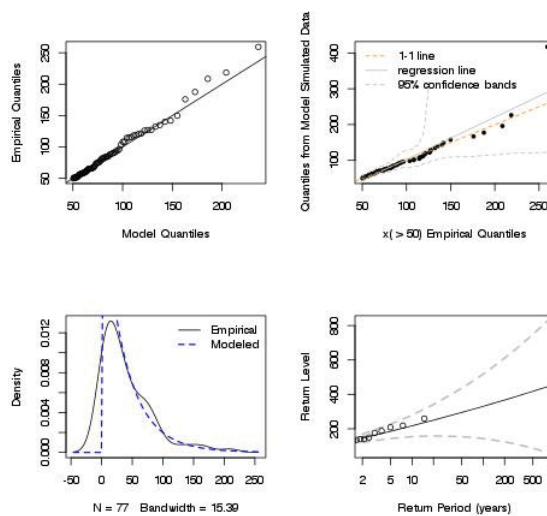 Empirical Quantiles
50
150
250
50
100
150
200
Model Quantiles
Quantiles from Model Simulated Data
100
200
300
400
1-1 line
regression line
95% confidence bands
50
100
150
200
250
x( > 50) Empirical Quantiles
Density
0.000
0.004
0.008
0.012
Empirical
Modeled
-50
0
50
100
150
200
250
N = 77 Bandwidth = 15.39
Return Level
200
400
600
800
2
5
10
50
100
500
Return Period (years)